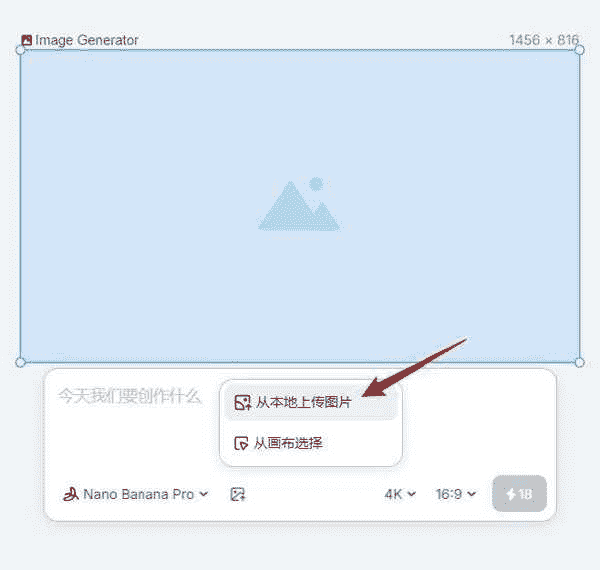 Image Generator
1456 × 816
今天我们要创作什么
从本地上传图片
从画布选择
Nano Banana Pro
4K
16:9
18